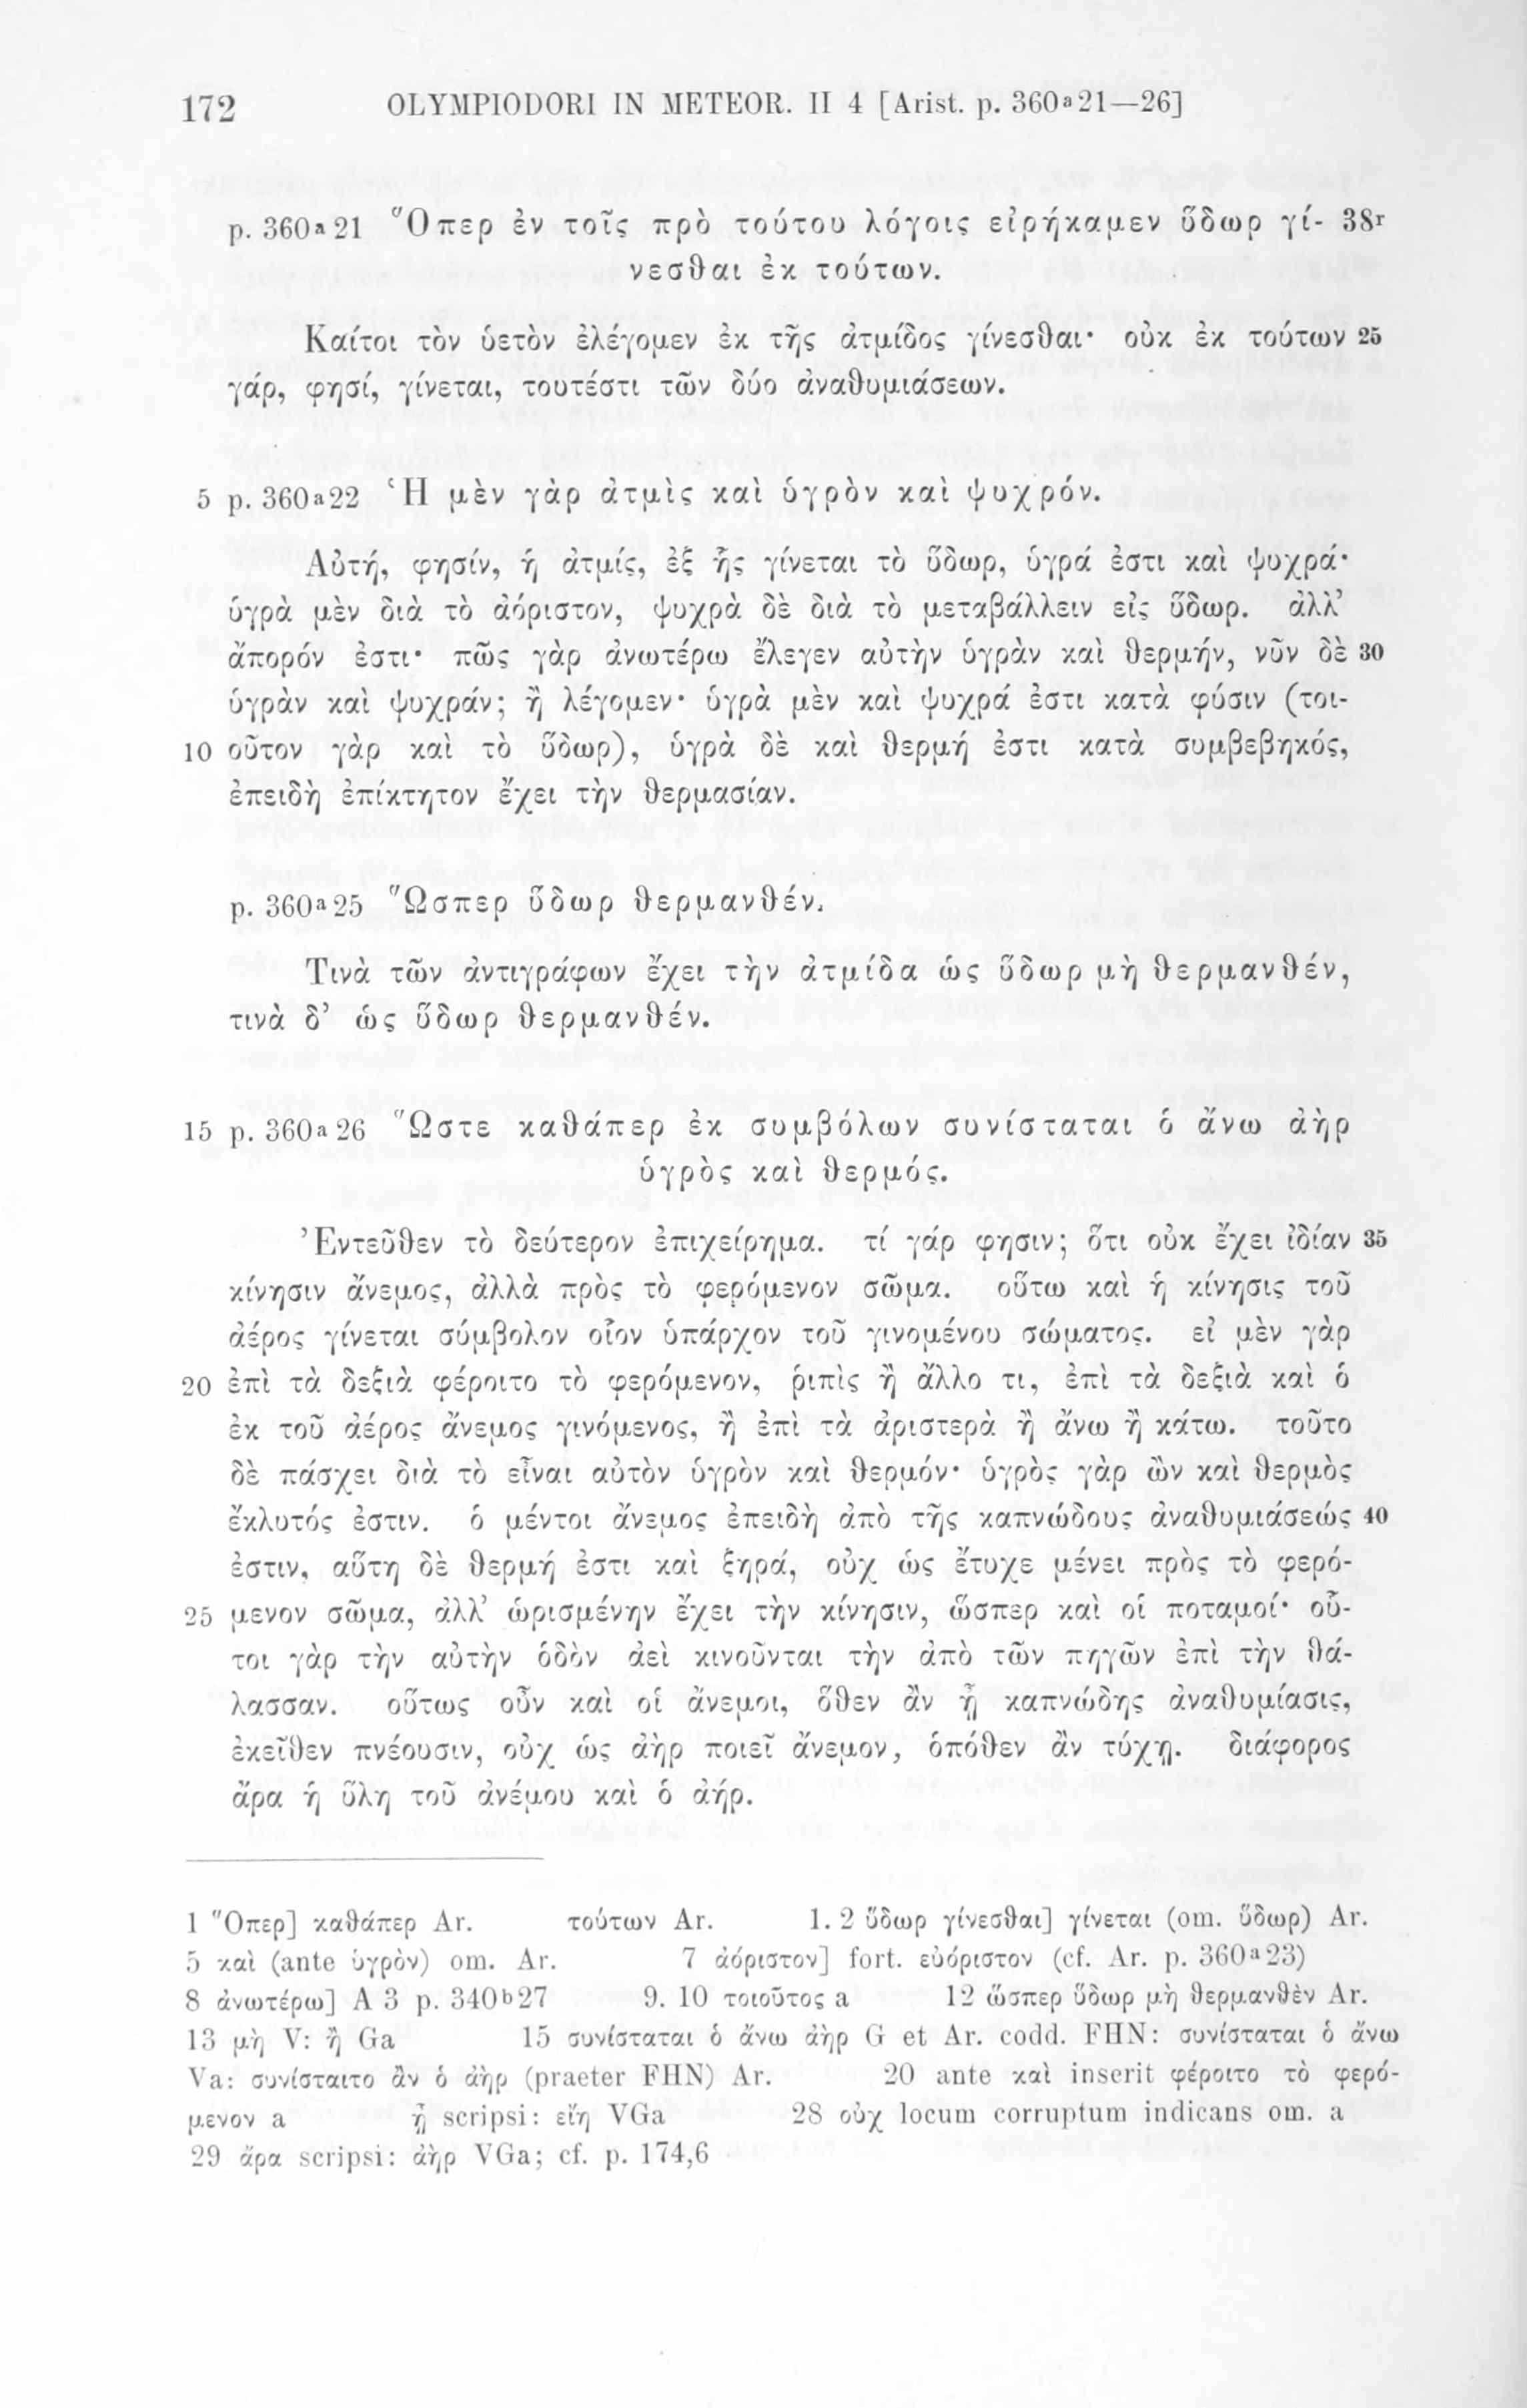 172 OLYMPIODORI IN METEOR. II 4 [Arist. p. 360a21—26]
p. 360a21 Ὅπερ ἐν τοῖς πρὸ τούτου λόγοις εἰρήκαμεν ὕδωρ γί- 38r
νεσθαι ἐκ τούτων.
Καίτοι τὸν ὑετὸν ἐλέγομεν ἐκ τῆς ἀτμίδος γίνεσθαι· οὐκ ἐκ τούτων 25
γάρ, φησί, γίνεται, τουτέστι τῶν δύο ἀναθυμιάσεων.
5 p. 360a22 Ἡ μὲν γὰρ ἀτμὶς καὶ ὑγρὸν καὶ ψυχρόν.
Αὐτή, φησίν, ἡ ἀτμίς, ἐξ ἧς γίνεται τὸ ὕδωρ, ὑγρά ἐστι καὶ ψυχρά·
ὑγρὰ μὲν διὰ τὸ ἀόριστον, ψυχρὰ δὲ διὰ τὸ μεταβάλλειν εἰς ὕδωρ. ἀλλ’
ἄπορόν ἐστι· πῶς γὰρ ἀνωτέρω ἔλεγεν αὐτὴν ὑγρὰν καὶ θερμήν, νῦν δὲ 30
ὑγρὰν καὶ ψυχράν; ἢ λέγομεν· ὑγρὰ μὲν καὶ ψυχρά ἐστι κατὰ φύσιν (τοι-
10 οῦτον γὰρ καὶ τὸ ὕδωρ), ὑγρὰ δὲ καὶ θερμή ἐστι κατὰ συμβεβηκός,
ἐπειδὴ ἐπίκτητον ἔχει τὴν θερμασίαν.
p. 360a25 Ὥσπερ ὕδωρ θερμανθέν.
Τινὰ τῶν ἀντιγράφων ἔχει τὴν ἀτμίδα ὡς ὕδωρ μὴ θερμανθέν,
τινὰ δ’ ὡς ὕδωρ θερμανθέν.
15 p. 360a26 Ὥστε καθάπερ ἐκ συμβόλων συνίσταται ὁ ἄνω ἀὴρ
ὑγρὸς καὶ θερμός.
Ἐντεῦθεν τὸ δεύτερον ἐπιχείρημα. τί γάρ φησιν; ὅτι οὐκ ἔχει ἰδίαν 35
κίνησιν ἄνεμος, ἀλλὰ πρὸς τὸ φερόμενον σῶμα. οὕτω καὶ ἡ κίνησις τοῦ
ἀέρος γίνεται σύμβολον οἷον ὑπάρχον τοῦ γινομένου σώματος. εἰ μὲν γὰρ
20 ἐπὶ τὰ δεξιὰ φέροιτο τὸ φερόμενον, ῥιπὶς ἢ ἄλλο τι, ἐπὶ τὰ δεξιὰ καὶ ὁ
ἐκ τοῦ ἀέρος ἄνεμος γινόμενος, ἢ ἐπὶ τὰ ἀριστερὰ ἢ ἄνω ἢ κάτω. τοῦτο
δὲ πάσχει διὰ τὸ εἶναι αὐτὸν ὑγρὸν καὶ θερμόν· ὑγρὸς γὰρ ὢν καὶ θερμὸς
ἔκλυτός ἐστιν. ὁ μέντοι ἄνεμος ἐπειδὴ ἀπὸ τῆς καπνώδους ἀναθυμιάσεώς 40
ἐστιν, αὕτη δὲ θερμή ἐστι καὶ ξηρά, οὐχ ὡς ἔτυχε μένει πρὸς τὸ φερό-
25 μενον σῶμα, ἀλλ’ ὡρισμένην ἔχει τὴν κίνησιν, ὥσπερ καὶ οἱ ποταμοί· οὗ-
τοι γὰρ τὴν αὐτὴν ὁδὸν ἀεὶ κινοῦνται τὴν ἀπὸ τῶν πηγῶν ἐπὶ τὴν θά-
λασσαν. οὕτως οὖν καὶ οἱ ἄνεμοι, ὅθεν ἂν ᾖ καπνώδης ἀναθυμίασις,
ἐκεῖθεν πνέουσιν, οὐχ ὡς ἀὴρ ποιεῖ ἄνεμον, ὁπόθεν ἂν τύχῃ. διάφορος
ἄρα ἡ ὕλη τοῦ ἀνέμου καὶ ὁ ἀήρ.
1 Ὅπερ] καθάπερ Ar. τούτων Ar. 1. 2 ὕδωρ γίνεσθαι] γίνεται (om. ὕδωρ) Ar.
5 καὶ (ante ὑγρὸν) om. Ar. 7 ἀόριστον] fort. εὐόριστον (cf. Ar. p. 360a23)
8 ἀνωτέρω] A 3 p. 340b27 9. 10 τοιοῦτος a 12 ὥσπερ ὕδωρ μὴ θερμανθὲν Ar.
13 μὴ V: ἢ Ga 15 συνίσταται ὁ ἄνω ἀὴρ G et Ar. codd. FHN: συνίσταται ὁ ἄνω
Va: συνίσταιτο ἂν ὁ ἀὴρ (praeter FHN) Ar. 20 ante καὶ inserit φέροιτο τὸ φερό-
μενον a ᾖ scripsi: εἴη VGa 28 οὐχ locum corruptum indicans om. a
29 ἄρα scripsi: ἀὴρ VGa; cf. p. 174,6